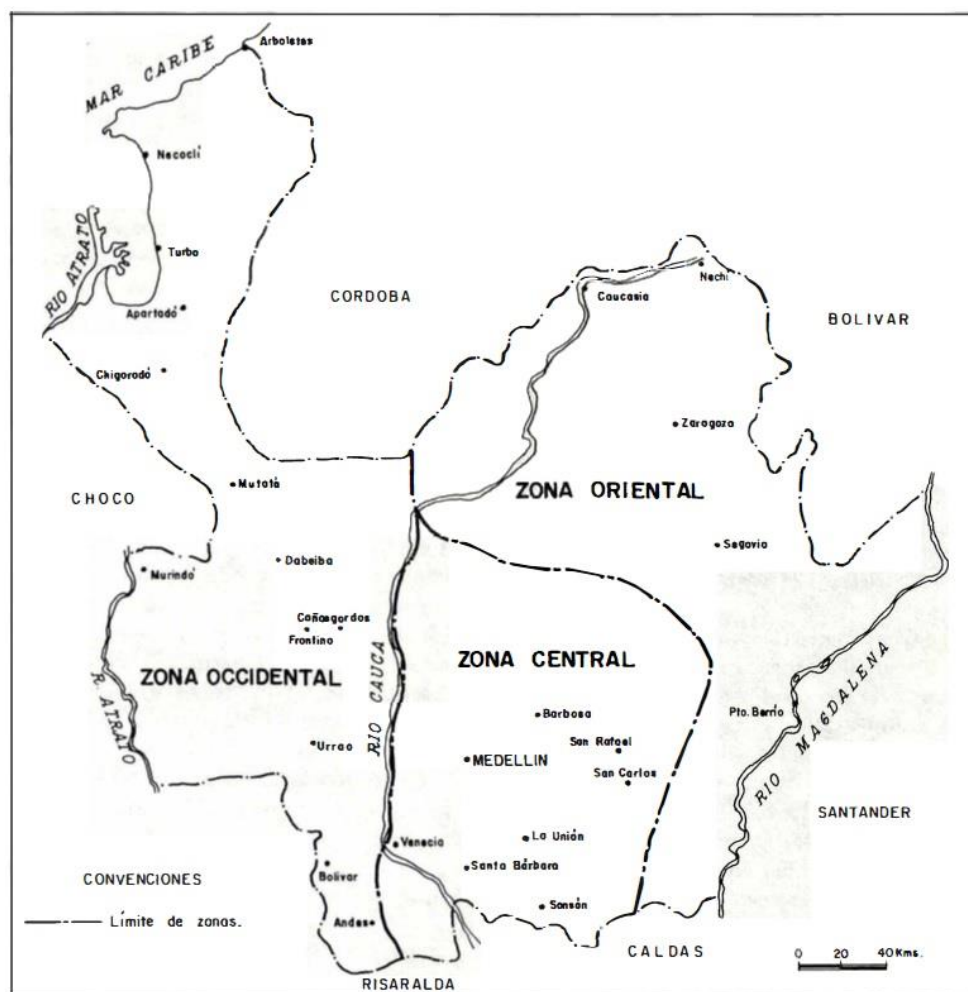 Arboletes
MAR CARIBE
Necoclí
RIO ATRATO
Turbo
Nechí
CORDOBA
Caucasia
Apartadó
BOLIVAR
Chigorodó
Zaragoza
Mutatá
ZONA ORIENTAL
CHOCO
Segovia
Dabeiba
Murindó
Cañasgordas
Frontino
ZONA CENTRAL
ZONA OCCIDENTAL
RIO CAUCA
R. ATRATO
Pto. Berrío
Barbosa
RIO MAGDALENA
Urrao
San Rafael
MEDELLIN
San Carlos
SANTANDER
La Unión
Venecia
Bolívar
Santa Bárbara
CONVENCIONES
Sonsón
Límite de zonas.
Andes
CALDAS
0 20 40 Kms.
RISARALDA